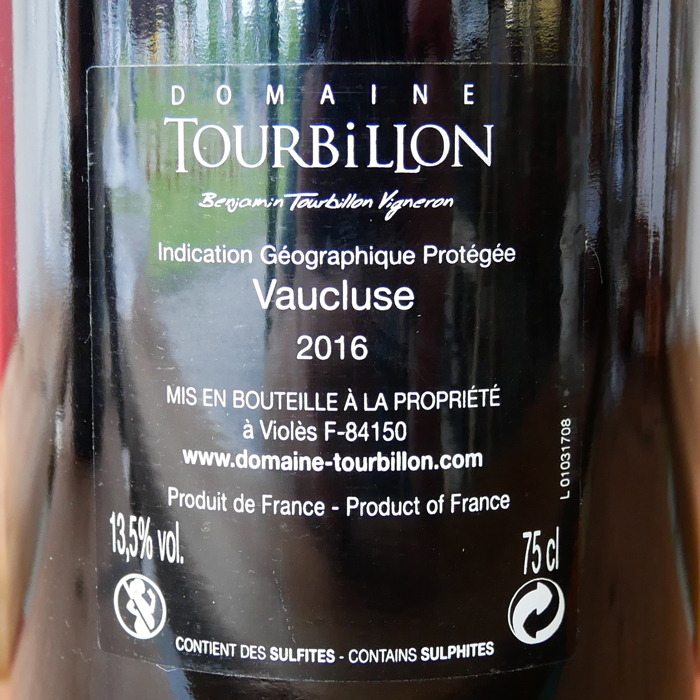 DOMAINE
TOURBiLLON
Benjamin Tourbillon Vigneron
Indication Géographique Protégée
Vaucluse
2016
MIS EN BOUTEILLE À LA PROPRIÉTÉ
à Violès F-84150
www.domaine-tourbillon.com
L 01031708
Produit de France - Product of France
13,5% vol.
75 cl
CONTIENT DES SULFITES - CONTAINS SULPHITES